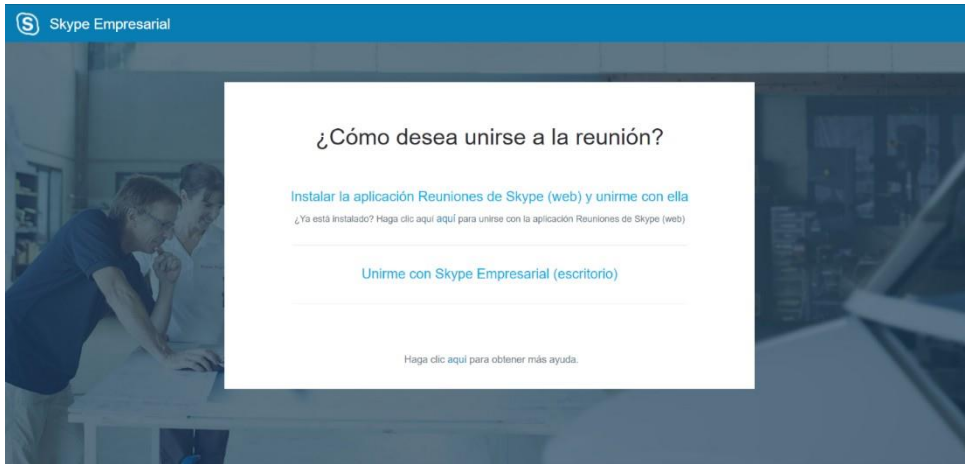 Skype Empresarial
¿Cómo desea unirse a la reunión?
Instalar la aplicación Reuniones de Skype (web) y unirme con ella
¿Ya está instalado? Haga clic aquí aquí para unirse con la aplicación Reuniones de Skype (web)
Unirme con Skype Empresarial (escritorio)
Haga clic aquí para obtener más ayuda.